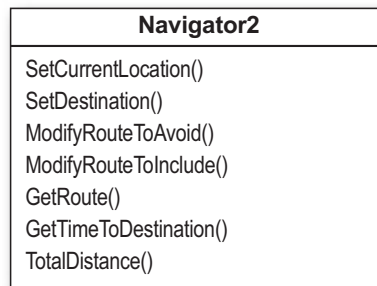 Navigator2
SetCurrentLocation()
SetDestination()
ModifyRouteToAvoid()
ModifyRouteToInclude()
GetRoute()
GetTimeToDestination()
TotalDistance()